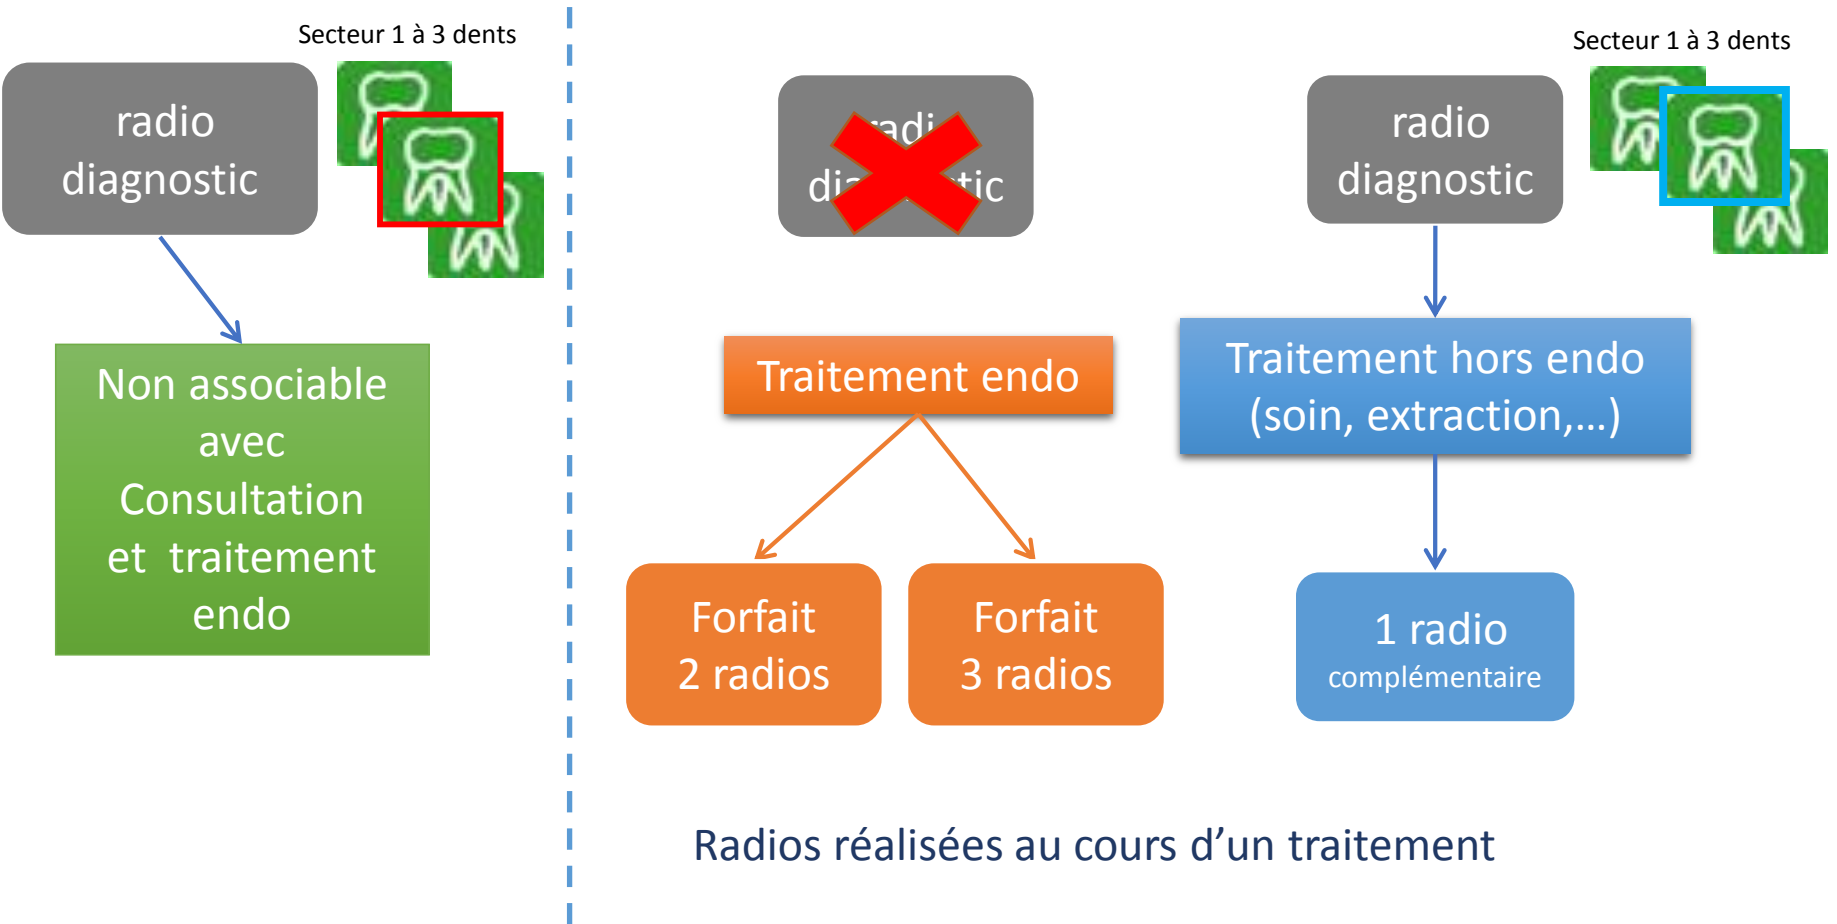 Secteur 1 à 3 dents
radio
diagnostic
Non associable
avec
Consultation
et traitement
endo
Secteur 1 à 3 dents
radio
diagnostic
Traitement endo
Forfait
2 radios
Forfait
3 radios
Traitement hors endo
(soin, extraction,...)
1 radio
complémentaire
Radios réalisées au cours d’un traitement